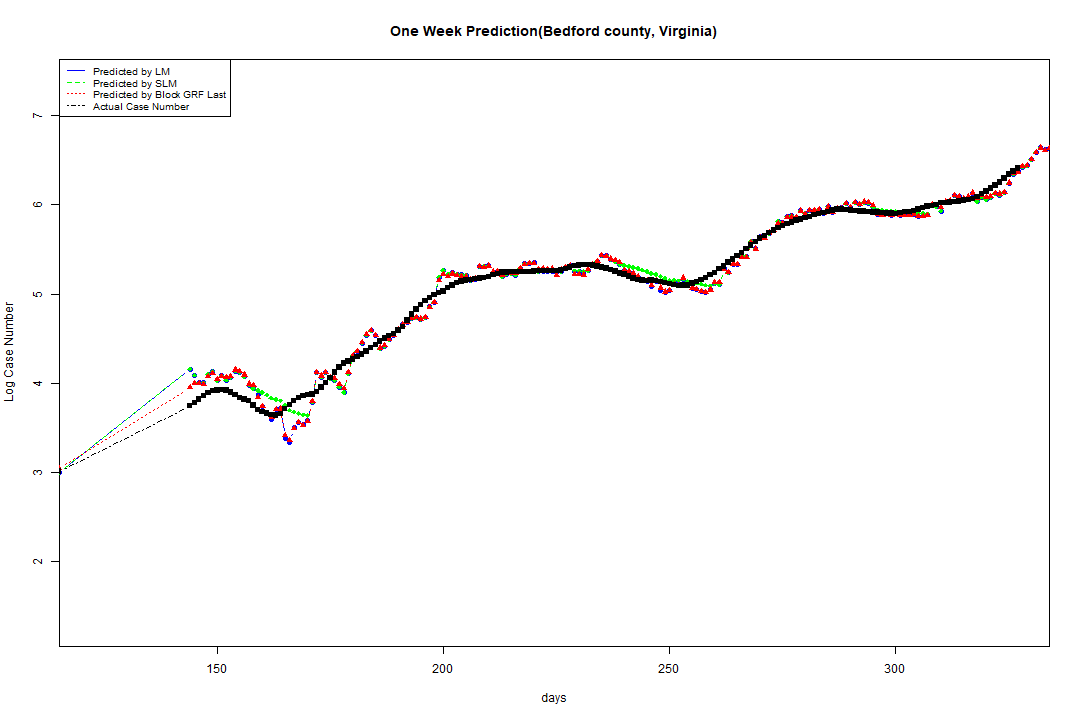 One Week Prediction(Bedford county, Virginia)
Predicted by LM
Predicted by SLM
Predicted by Block GRF Last
Actual Case Number
Log Case Number
7
6
5
4
3
2
150
200
250
300
days